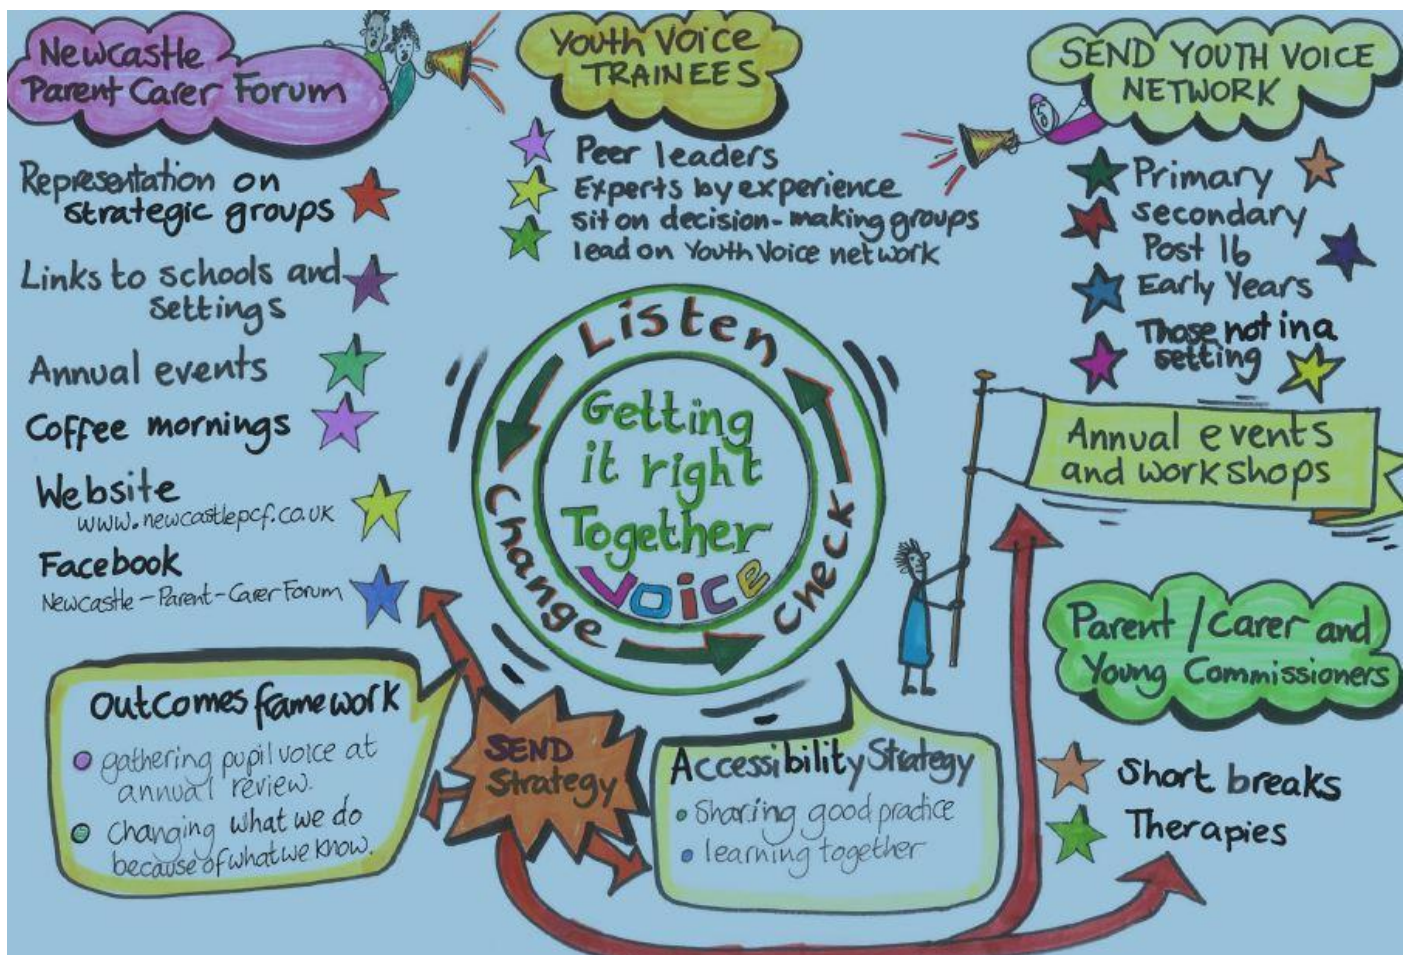 Newcastle
Parent Carer Forum
Representation on
strategic groups
Links to schools and
settings
Annual events
Coffee mornings
Website
www.newcastlepcf.co.uk
Facebook
Newcastle-Parent-Carer Forum
Youth Voice
TRAINEES
Peer leaders
Experts by experience
sit on decision-making groups
lead on Youth Voice network
SEND YOUTH VOICE
NETWORK
Primary
secondary
Post 16
Early Years
Those not in a
setting
Annual events
and workshops
Listen
Change
Check
Getting
it right
Together
VOiCe
Parent / Carer and
Young Commissioners
Short breaks
Therapies
Outcomes framework
gathering pupil voice at
annual review.
Changing what we do
because of what we know.
SEND
Strategy
Accessibility Strategy
Sharing good practice
learning together